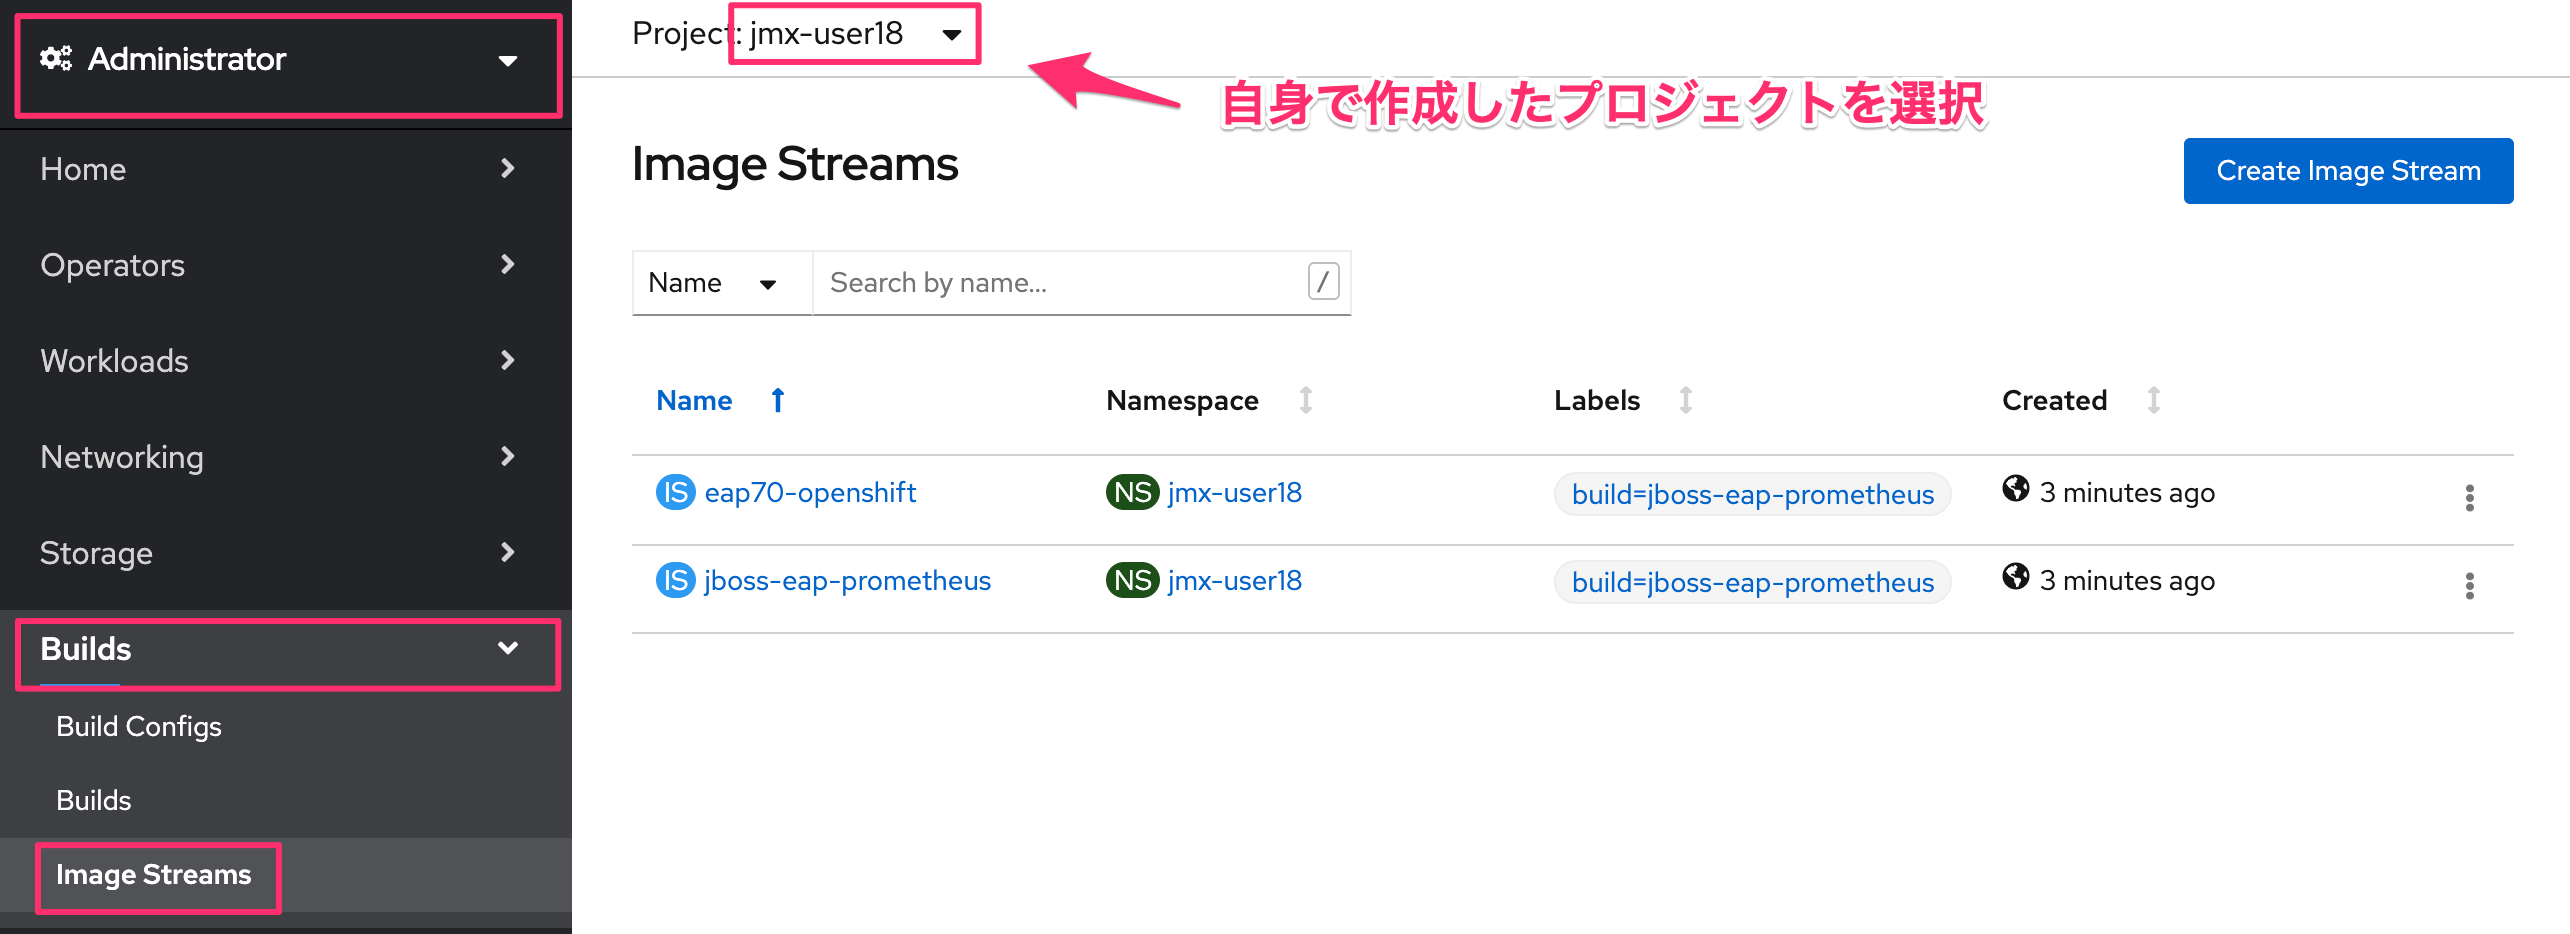 Administrator
Home
Operators
Workloads
Networking
Storage
Builds
Build Configs
Builds
Image Streams
Project: jmx-user18
自身で作成したプロジェクトを選択
Image Streams
Create Image Stream
Name Search by name... /
Name Namespace Labels Created
IS eap70-openshift NS jmx-user18 build=jboss-eap-prometheus 3 minutes ago
IS jboss-eap-prometheus NS jmx-user18 build=jboss-eap-prometheus 3 minutes ago